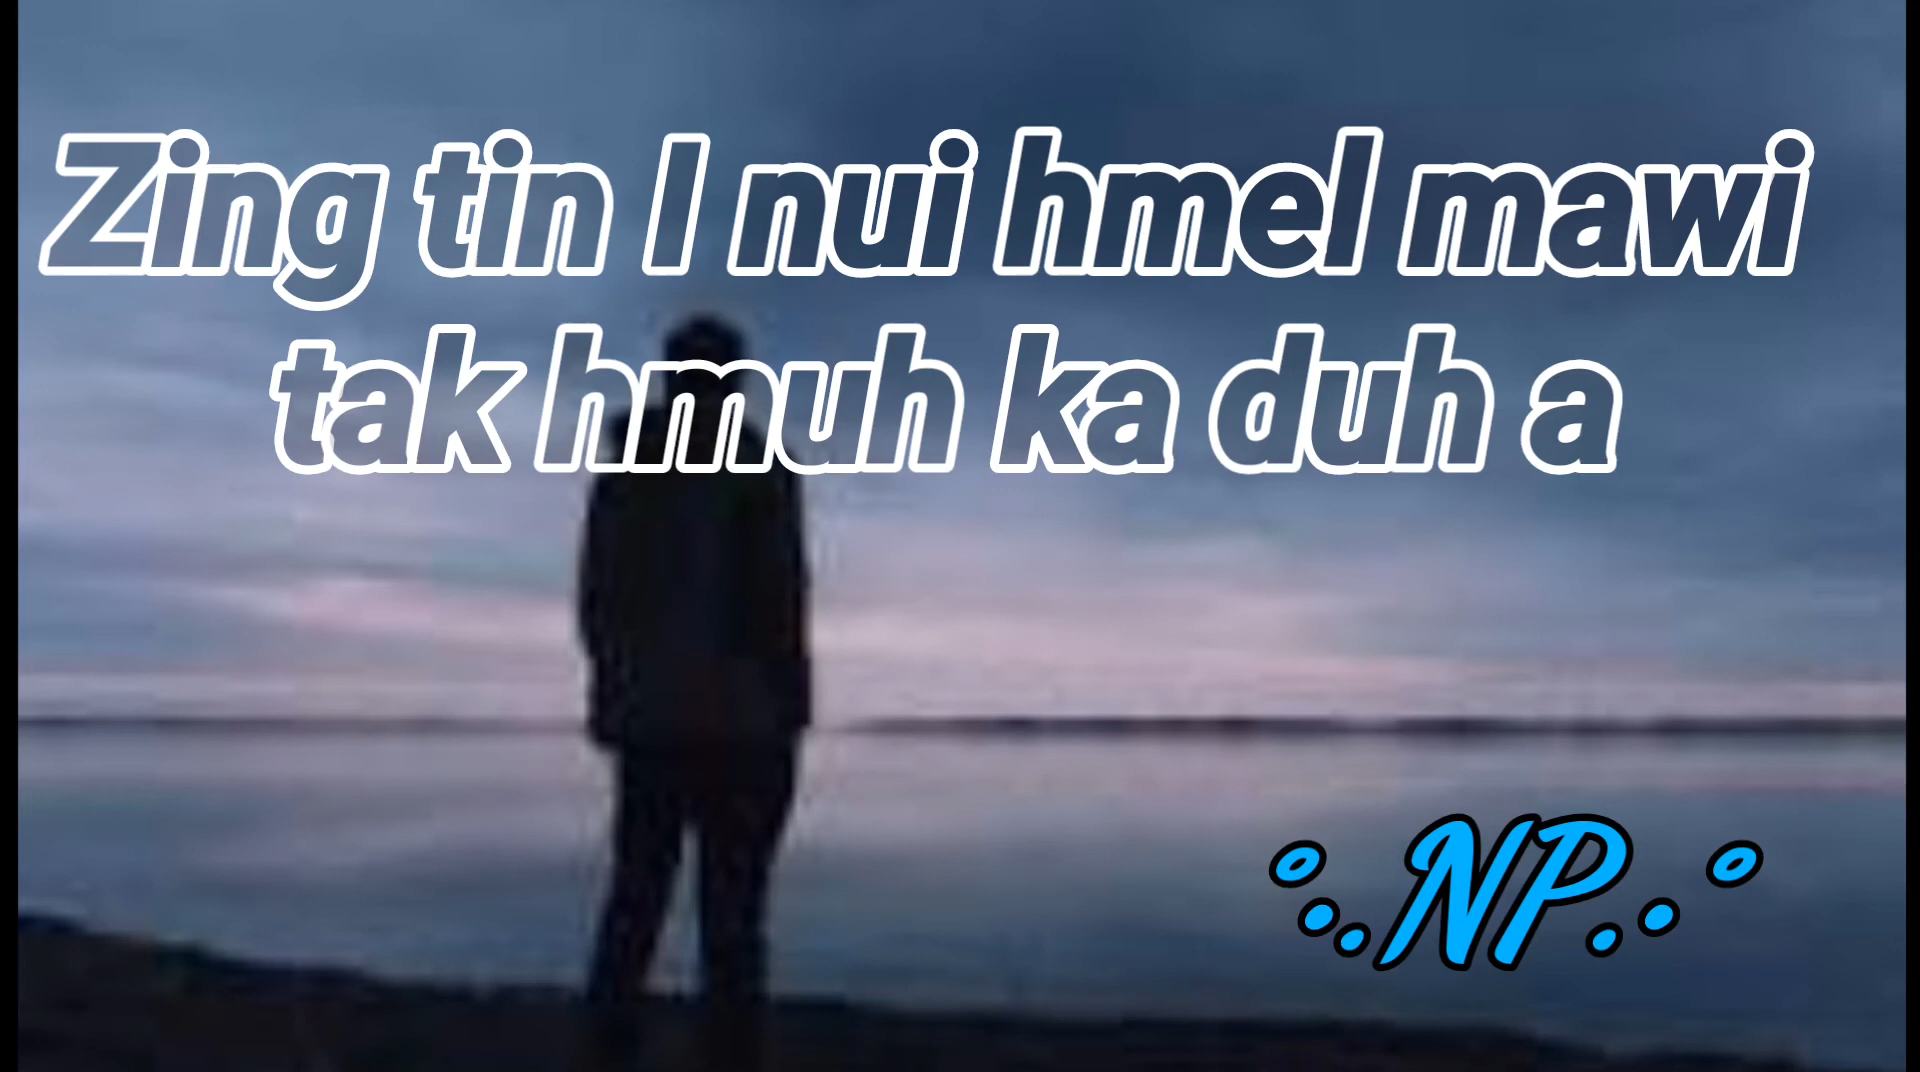 Zing tin I nui hmel mawi
tak hmuh ka duh a
°•.NP.•°